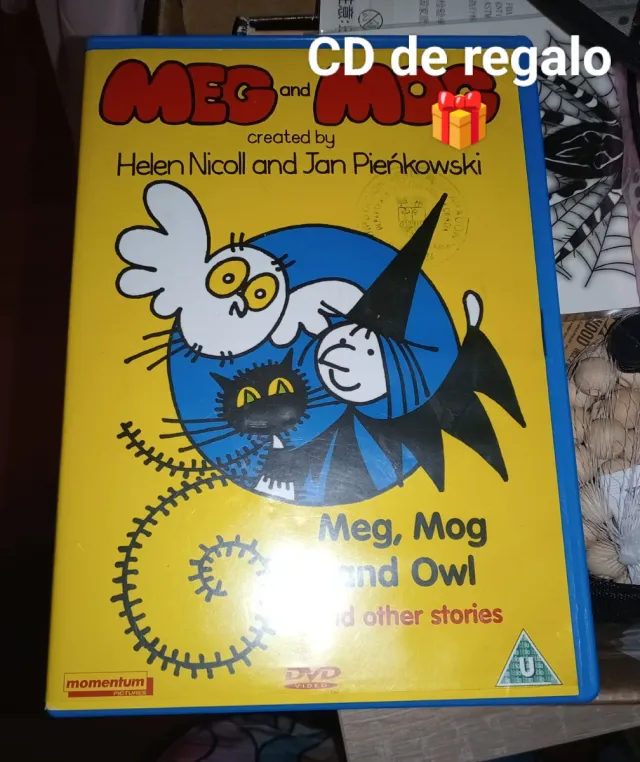 CD de regalo
🎁
MEG and MOG
created by
Helen Nicoll and Jan Pieńkowski
Meg, Mog
and Owl
other stories
momentum
PICTURES
DVD
VIDEO
U